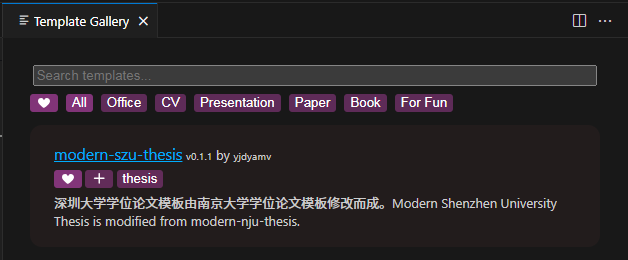 Template Gallery
Search templates...
All Office CV Presentation Paper Book For Fun
modern-szu-thesis v0.1.1 by yjdyamv
thesis
深圳大学学位论文模板由南京大学学位论文模板修改而成。Modern Shenzhen University
Thesis is modified from modern-nju-thesis.